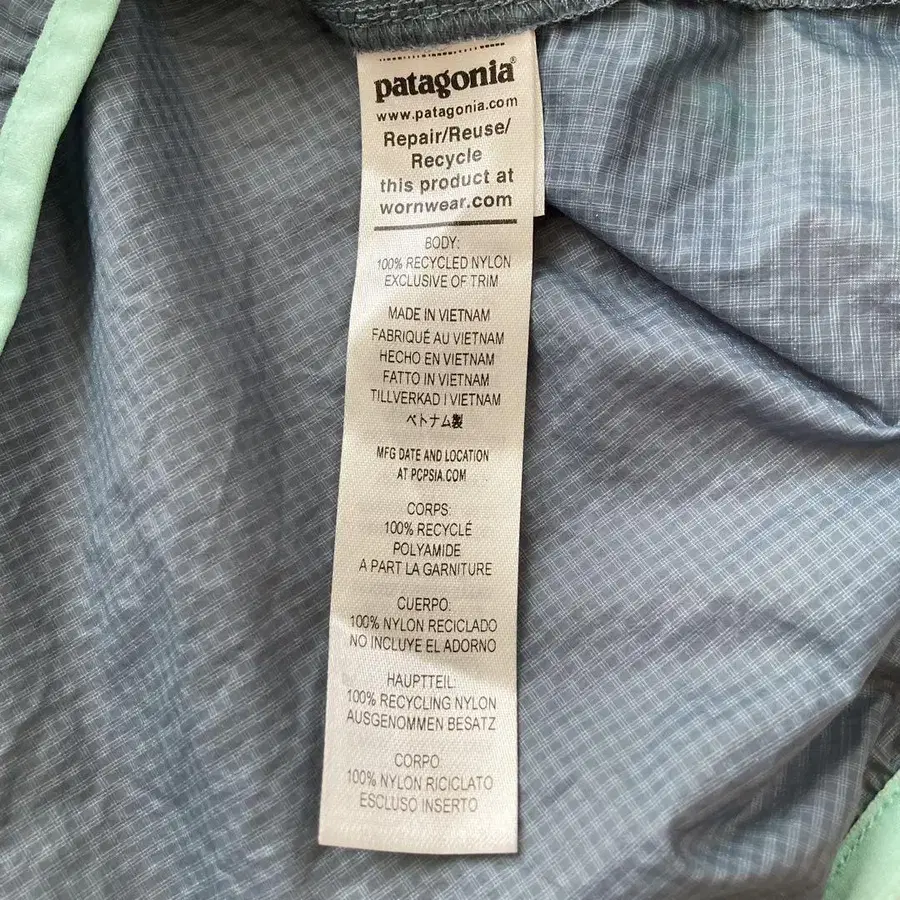 patagonia®
www.patagonia.com
Repair/Reuse/
Recycle
this product at
wornwear.com
BODY:
100% RECYCLED NYLON
EXCLUSIVE OF TRIM
MADE IN VIETNAM
FABRIQUÉ AU VIETNAM
HECHO EN VIETNAM
FATTO IN VIETNAM
TILLVERKAD I VIETNAM
ベトナム製
MFG DATE AND LOCATION
AT PCPSIA.COM
CORPS:
100% RECYCLÉ
POLYAMIDE
A PART LA GARNITURE
CUERPO:
100% NYLON RECICLADO
NO INCLUYE EL ADORNO
HAUPTTEIL:
100% RECYCLING NYLON
AUSGENOMMEN BESATZ
CORPO
100% NYLON RICICLATO
ESCLUSO INSERTO